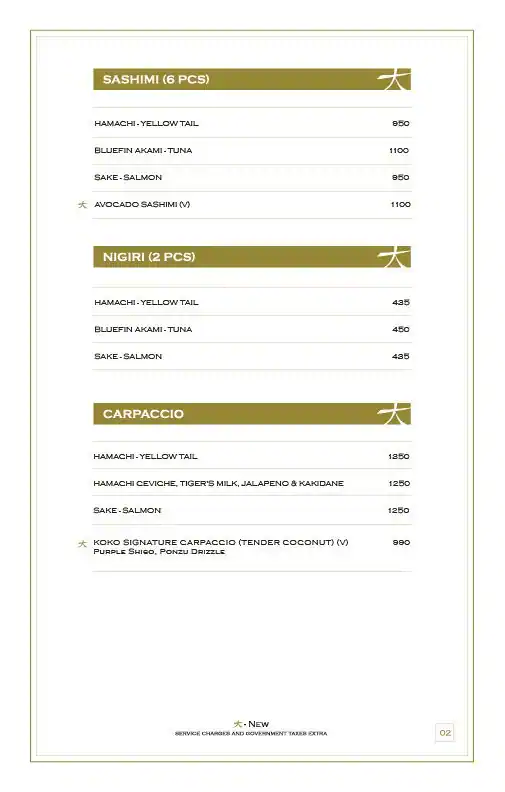 SASHIMI (6 PCS) 大
HAMACHI - YELLOW TAIL 950
BLUEFIN AKAMI - TUNA 1100
SAKE - SALMON 950
大 AVOCADO SASHIMI (V) 1100
NIGIRI (2 PCS) 大
HAMACHI - YELLOW TAIL 435
BLUEFIN AKAMI - TUNA 450
SAKE - SALMON 435
CARPACCIO 大
HAMACHI - YELLOW TAIL 1350
HAMACHI CEVICHE, TIGER'S MILK, JALAPENO & KAKIDANE 1250
SAKE - SALMON 1250
大 KOKO SIGNATURE CARPACCIO (TENDER COCONUT) (V) 990
PURPLE SHISO, PONZU DRIZZLE
大 - NEW
SERVICE CHARGES AND GOVERNMENT TAXES EXTRA
02